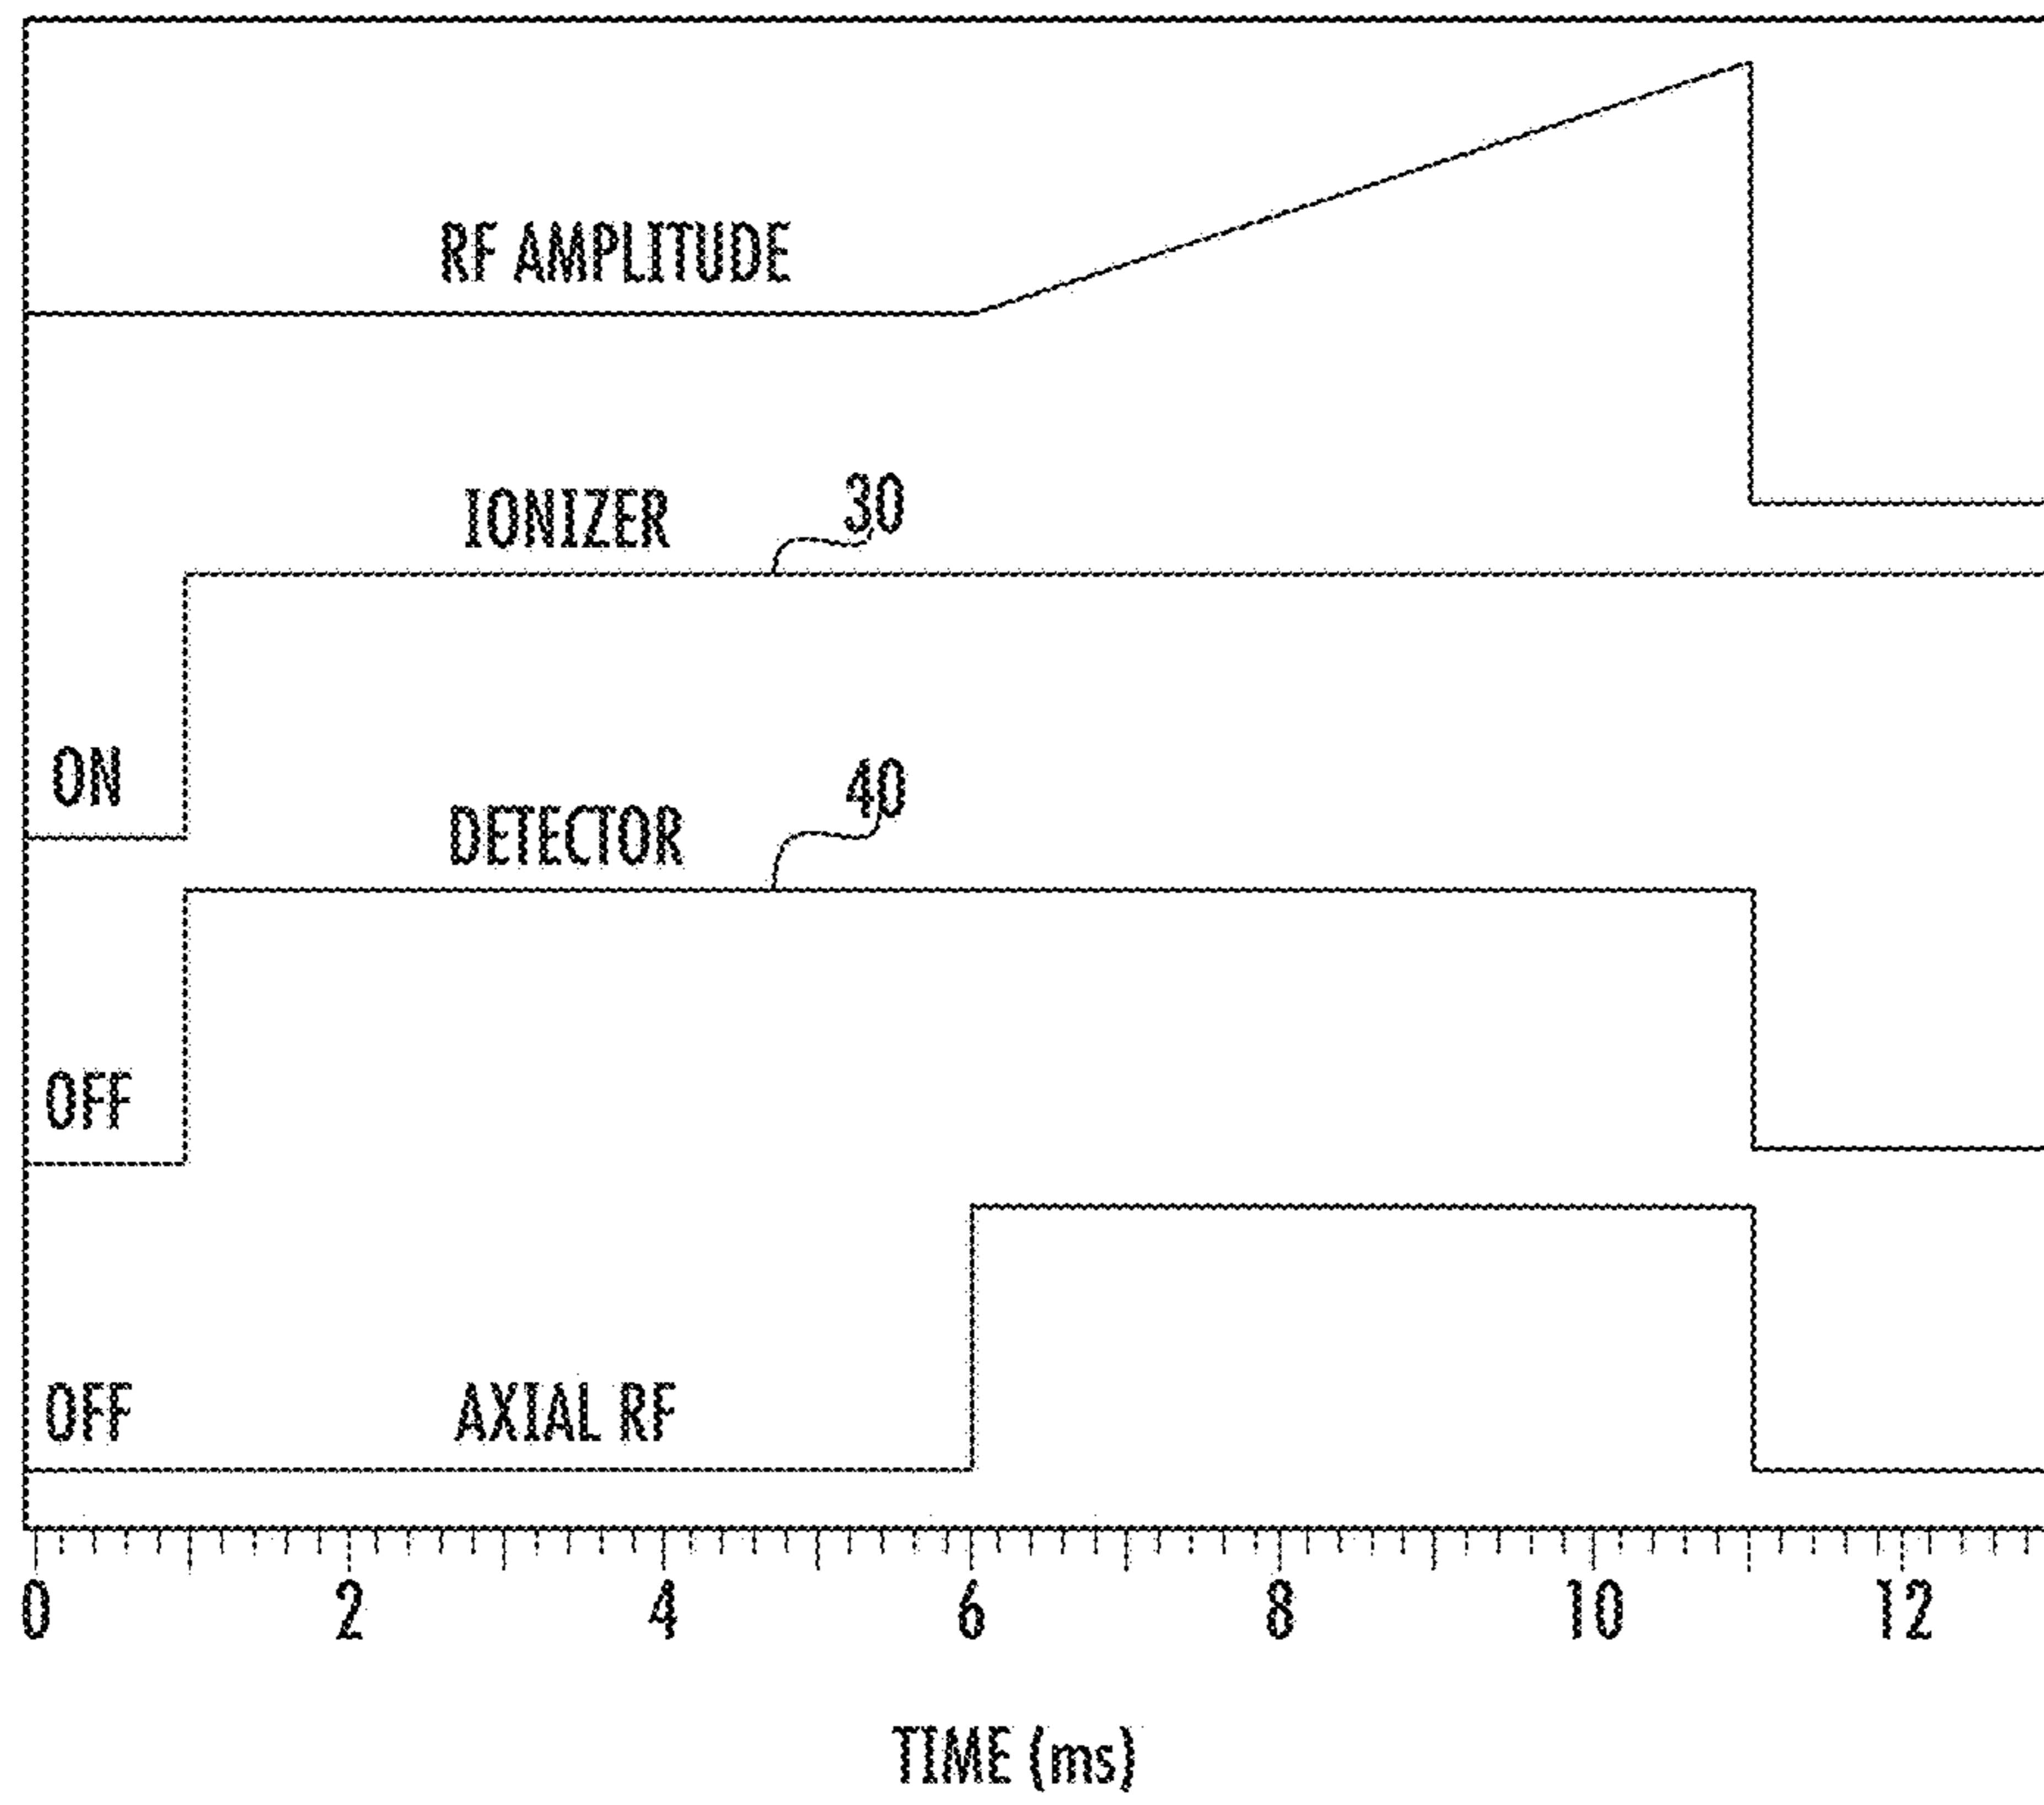 RF AMPLITUDE
IONIZER 30
ON
DETECTOR 40
OFF
OFF AXIAL RF
0 2 4 6 8 10 12
TIME (ms)